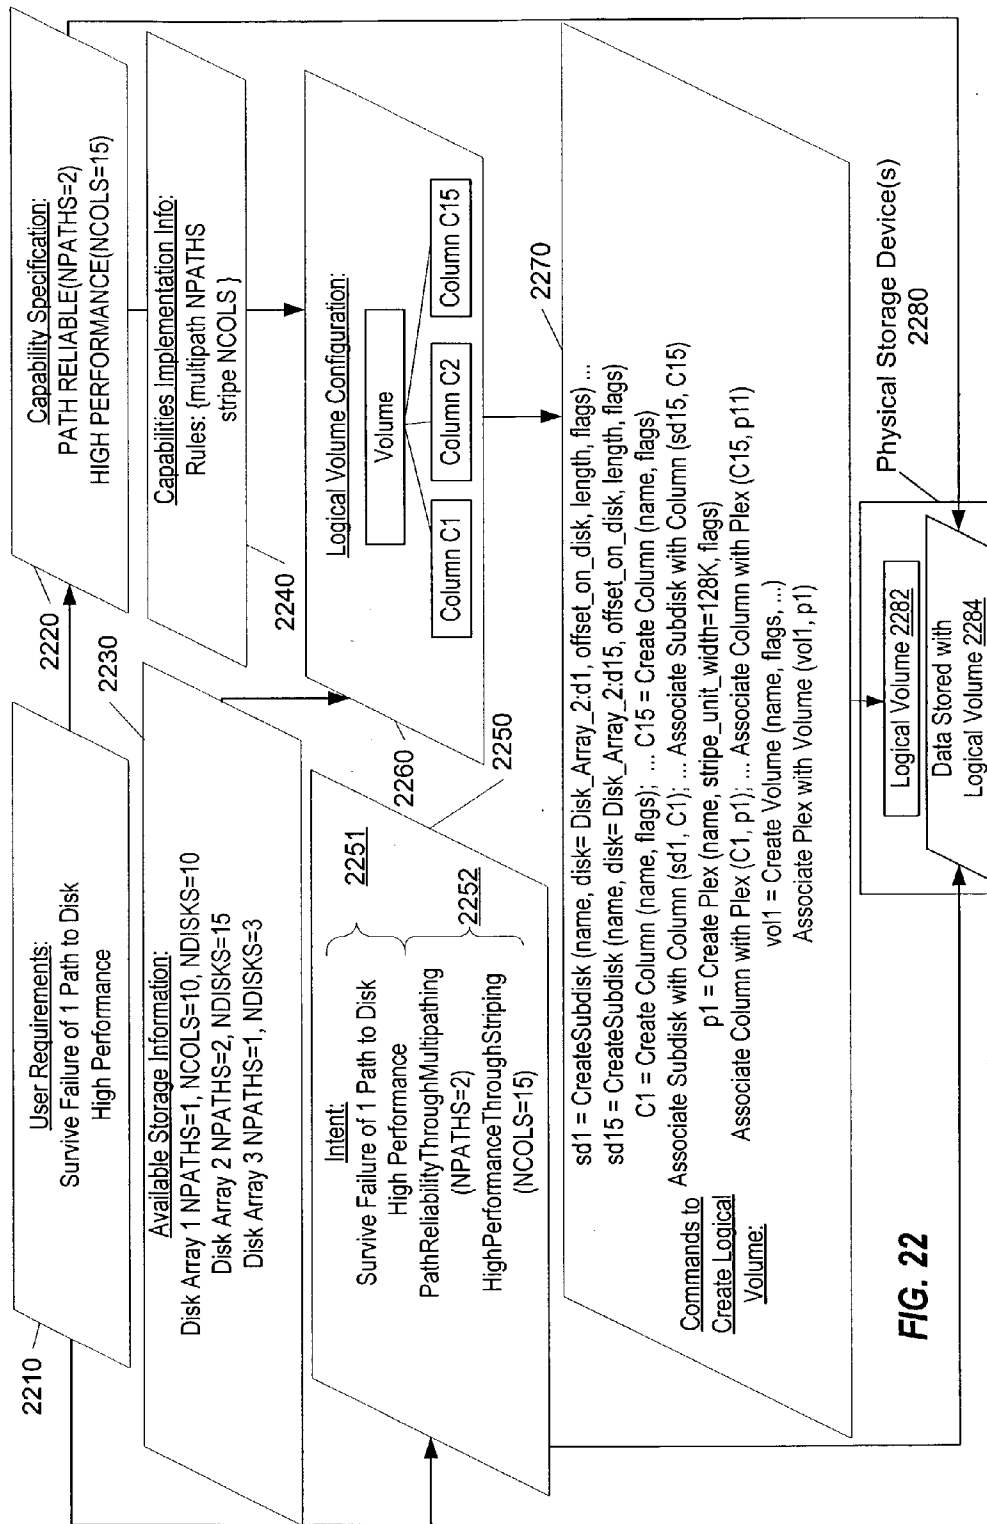 User Requirements:
Survive Failure of 1 Path to Disk
High Performance
2210
Capability Specification:
PATH RELIABLE(NPATHS=2)
HIGH PERFORMANCE(NCOLS=15)
2220
Available Storage Information:
Disk Array 1 NPATHS=1, NCOLS=10, NDISKS=10
Disk Array 2 NPATHS=2, NDISKS=15
Disk Array 3 NPATHS=1, NDISKS=3
2230
Capabilities Implementation Info:
Rules: {multipath NPATHS
stripe NCOLS }
2240
Intent:
Survive Failure of 1 Path to Disk
High Performance
2251
PathReliabilityThroughMultipathing
(NPATHS=2)
HighPerformanceThroughStriping
(NCOLS=15)
2252
2250
Logical Volume Configuration:
Volume
Column C1
Column C2
Column C15
2260
sd1 = CreateSubdisk (name, disk= Disk_Array_2:d1, offset_on_disk, length, flags) ...
sd15 = CreateSubdisk (name, disk= Disk_Array_2:d15, offset_on_disk, length, flags)
C1 = Create Column (name, flags); ... C15 = Create Column (name, flags)
Associate Subdisk with Column (sd1, C1); ... Associate Subdisk with Column (sd15, C15)
p1 = Create Plex (name, stripe_unit_width=128K, flags)
Associate Column with Plex (C1, p1); ... Associate Column with Plex (C15, p11)
vol1 = Create Volume (name, flags, ...)
Associate Plex with Volume (vol1, p1)
Commands to
Create Logical
Volume:
2270
Physical Storage Device(s)
2280
Logical Volume 2282
Data Stored with
Logical Volume 2284
FIG. 22